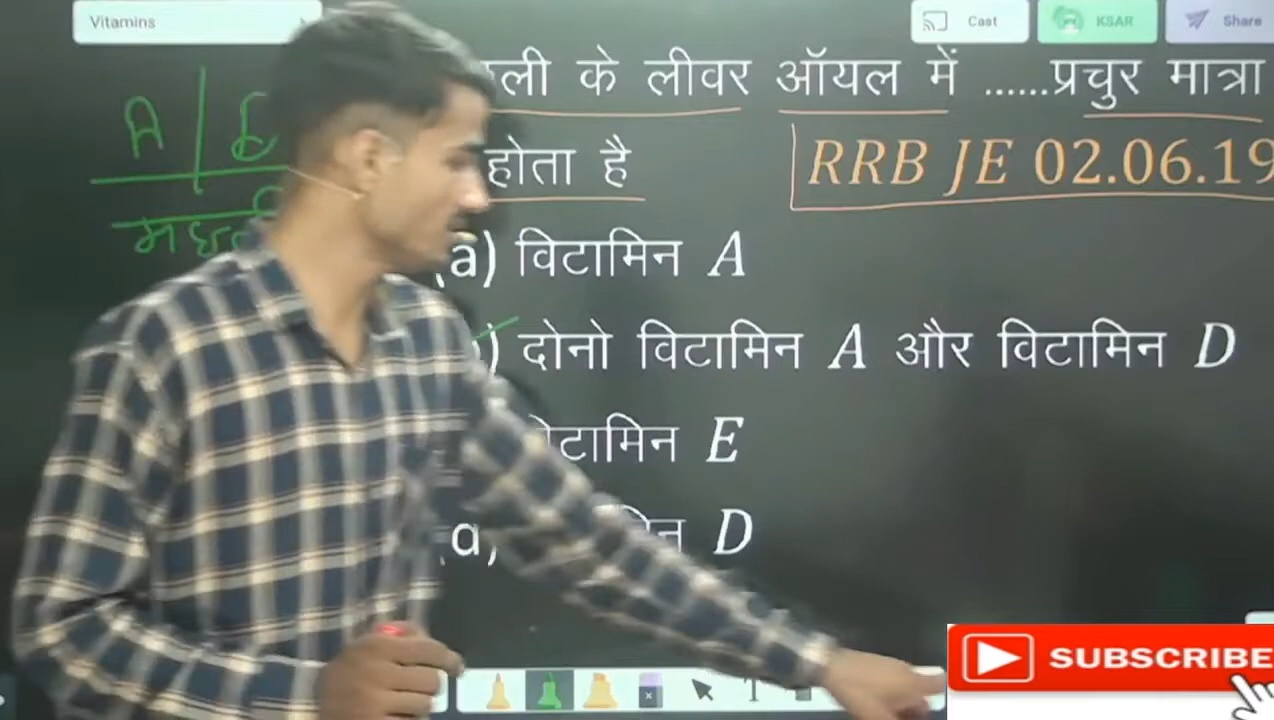 Vitamins
Cast
KSAR
Share
के लीवर ऑयल में ......प्रचुर मात्रा
होता है
RRB JE 02.06.19
A
a) विटामिन A
) दोनो विटामिन A और विटामिन D
E
D
SUBSCRIBE